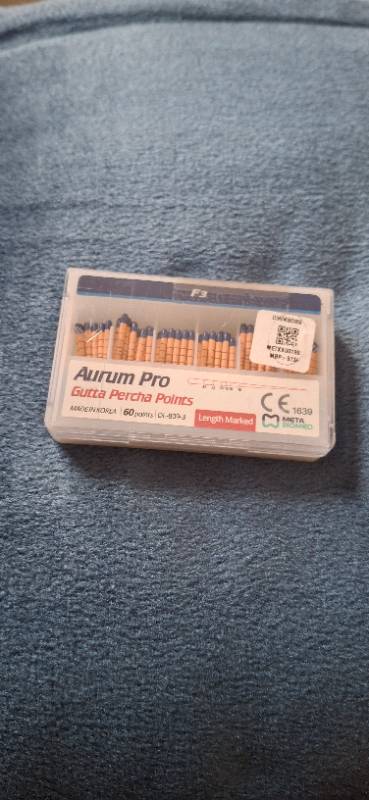 F3
Aurum Pro
Gutta Percha Points
MADE IN KOREA 60 points
Length Marked
CE 1639
META
BIOMED